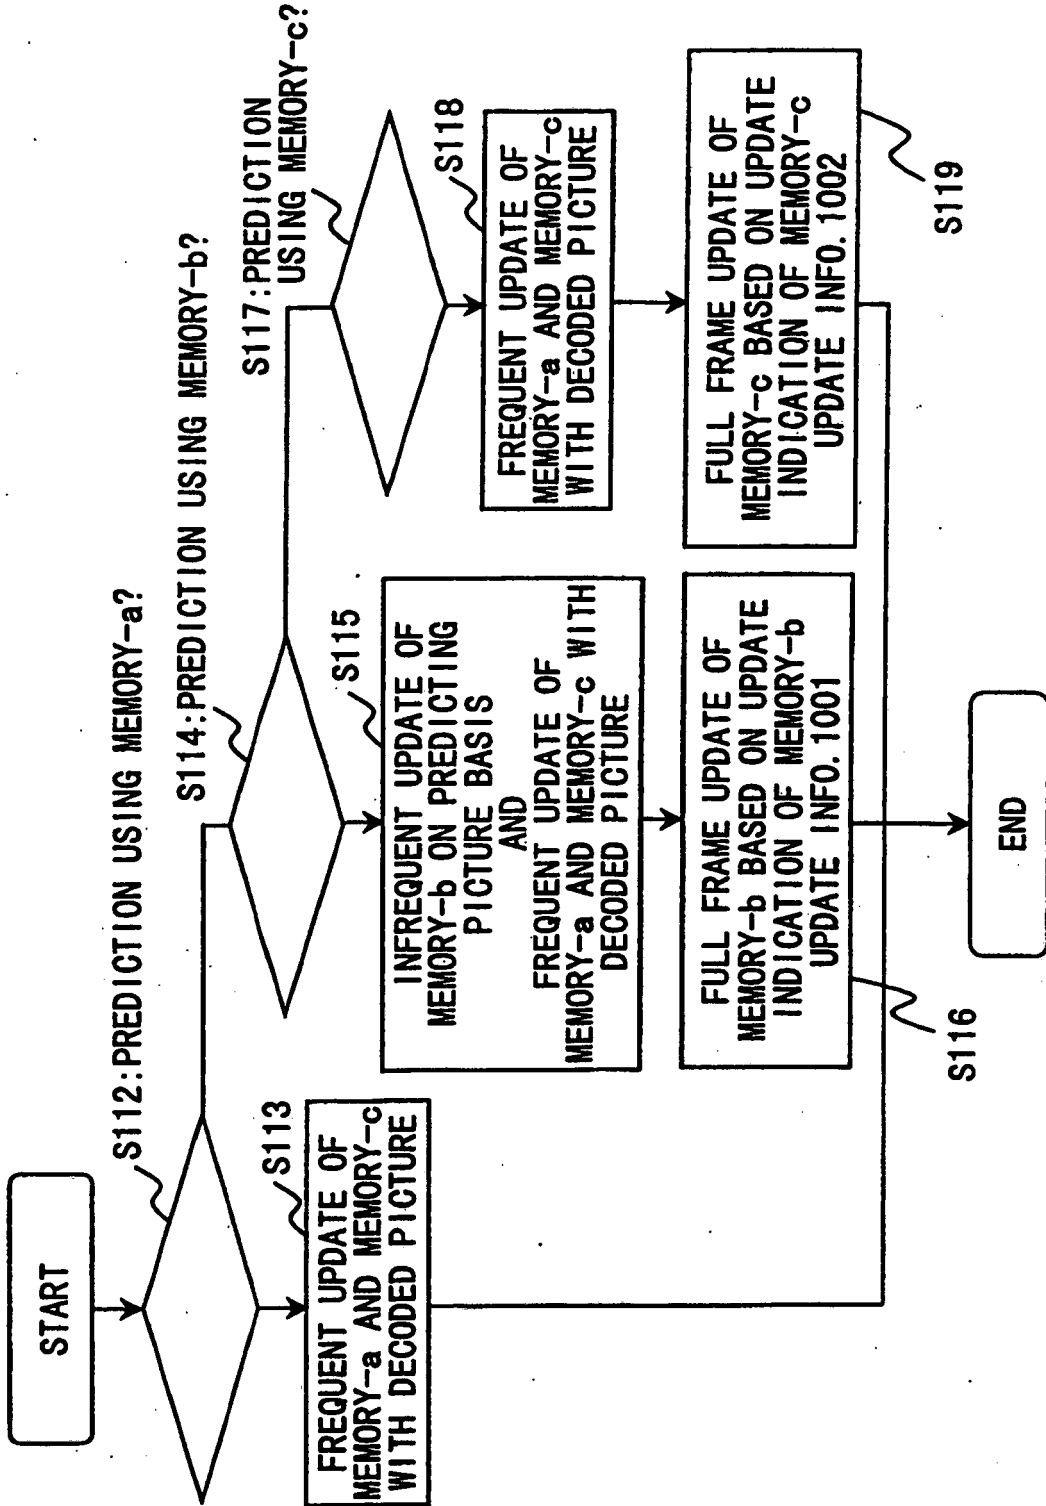 START
S112:PREDICTION USING MEMORY-a?
S113
FREQUENT UPDATE OF
MEMORY-a AND MEMORY-c
WITH DECODED PICTURE
S114:PREDICTION USING MEMORY-b?
S115
INFREQUENT UPDATE OF
MEMORY-b ON PREDICTING
PICTURE BASIS
AND
FREQUENT UPDATE OF
MEMORY-a AND MEMORY-c WITH
DECODED PICTURE
FULL FRAME UPDATE OF
MEMORY-b BASED ON UPDATE
INDICATION OF MEMORY-b
UPDATE INFO. 1001
S116
S117:PREDICTION
USING MEMORY-c?
S118
FREQUENT UPDATE OF
MEMORY-a AND MEMORY-c
WITH DECODED PICTURE
FULL FRAME UPDATE OF
MEMORY-c BASED ON UPDATE
INDICATION OF MEMORY-c
UPDATE INFO. 1002
S119
END